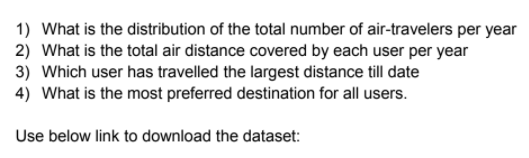 1) What is the distribution of the total number of air-travelers per year
2) What is the total air distance covered by each user per year
3) Which user has travelled the largest distance till date
4) What is the most preferred destination for all users.
Use below link to download the dataset: